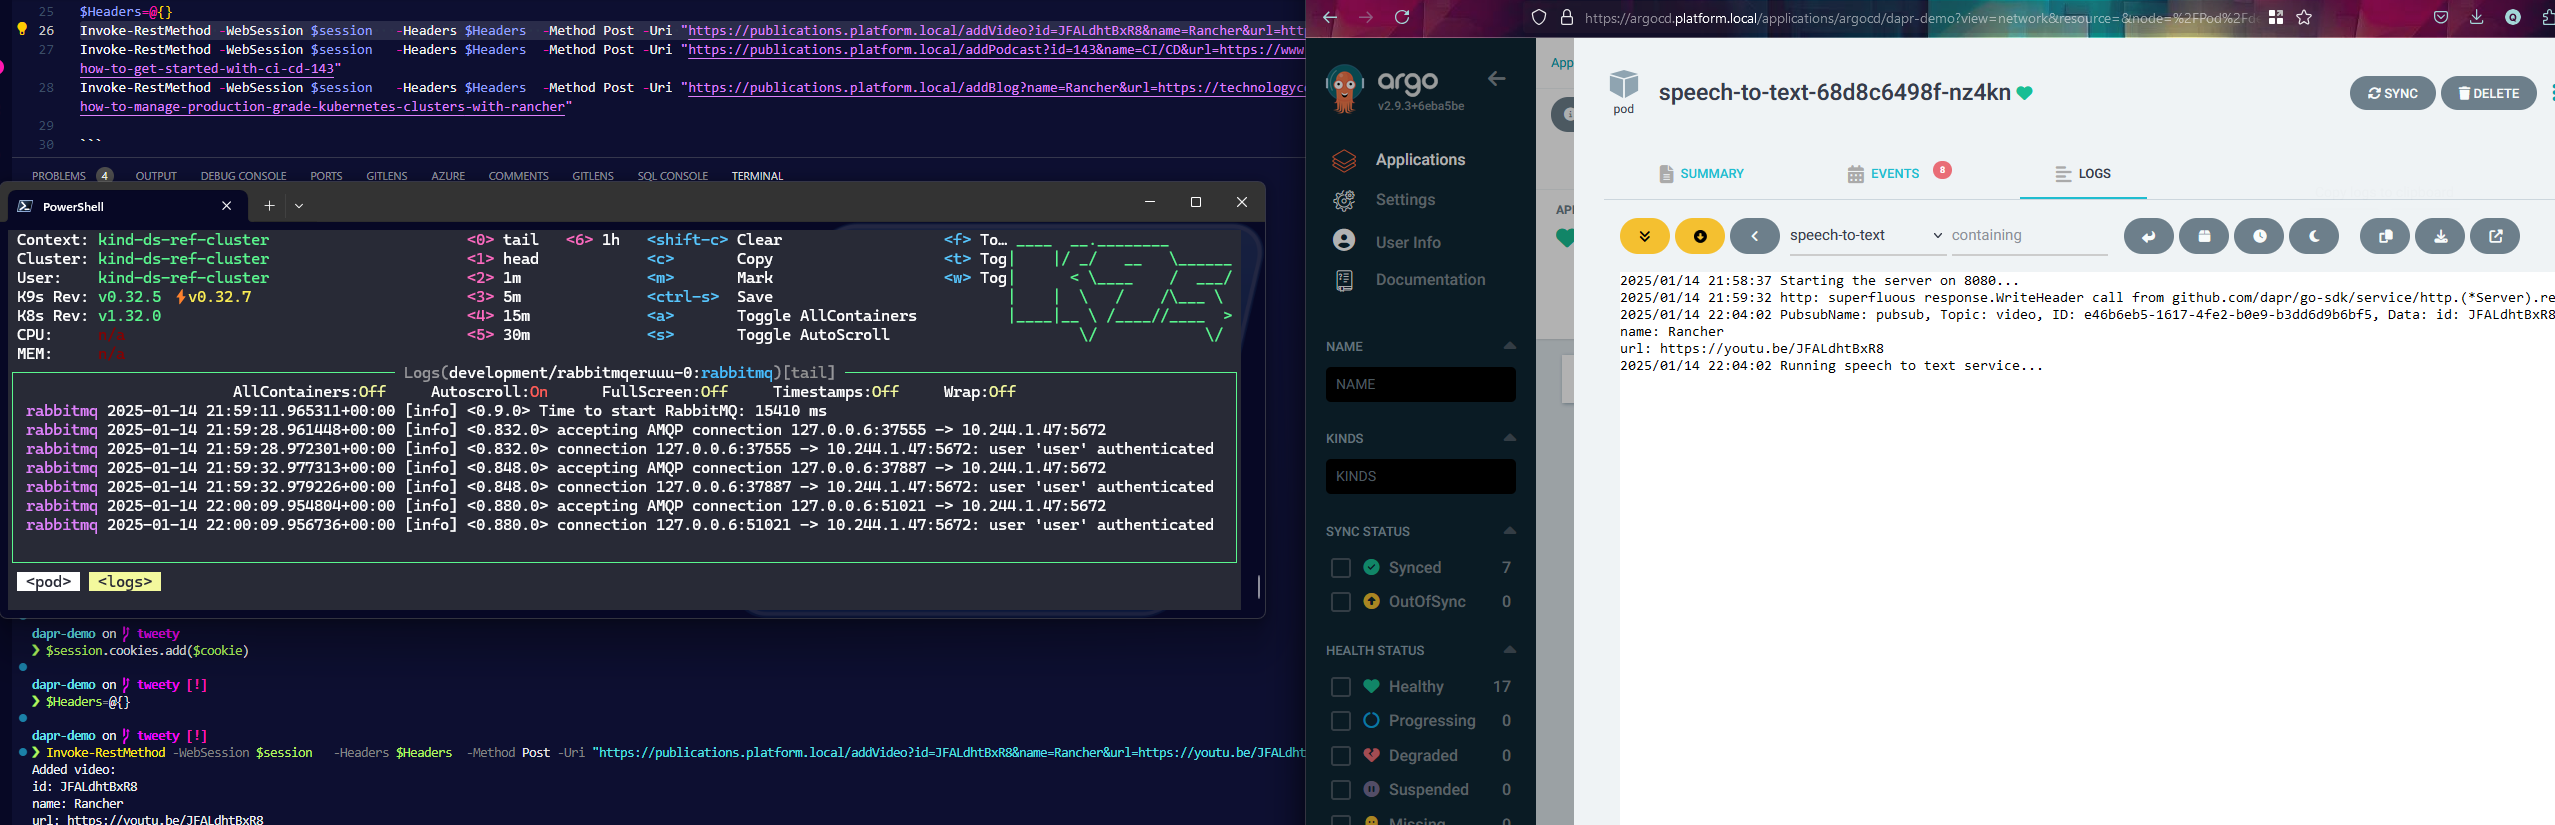 25 $Headers=@{}
26 Invoke-RestMethod -WebSession $session -Headers $Headers -Method Post -Uri "https://publications.platform.local/addVideo?id=JFALdhtBxR8&name=Rancher&url=htt
27 Invoke-RestMethod -WebSession $session -Headers $Headers -Method Post -Uri "https://publications.platform.local/addPodcast?id=143&name=CI/CD&url=https://www
how-to-get-started-with-ci-cd-143"
28 Invoke-RestMethod -WebSession $session -Headers $Headers -Method Post -Uri "https://publications.platform.local/addBlog?name=Rancher&url=https://technologyc
how-to-manage-production-grade-kubernetes-clusters-with-rancher"
29
30 ```
PROBLEMS 4 OUTPUT DEBUG CONSOLE PORTS GITLENS AZURE COMMENTS GITLENS SQL CONSOLE TERMINAL
PowerShell
Context: kind-ds-ref-cluster <0> tail <6> 1h <shift-c> Clear <f> To…
Cluster: kind-ds-ref-cluster <1> head <c> Copy <t> Tog
User: kind-ds-ref-cluster <2> 1m <m> Mark <w> Tog
K9s Rev: v0.32.5 ⚡v0.32.7 <3> 5m <ctrl-s> Save
K8s Rev: v1.32.0 <4> 15m <a> Toggle AllContainers
CPU: n/a <5> 30m <s> Toggle AutoScroll
MEM: n/a
Logs(development/rabbitmqeruuu-0:rabbitmq)[tail]
AllContainers:Off Autoscroll:On FullScreen:Off Timestamps:Off Wrap:Off
rabbitmq 2025-01-14 21:59:11.965311+00:00 [info] <0.9.0> Time to start RabbitMQ: 15410 ms
rabbitmq 2025-01-14 21:59:28.961448+00:00 [info] <0.832.0> accepting AMQP connection 127.0.0.6:37555 -> 10.244.1.47:5672
rabbitmq 2025-01-14 21:59:28.972301+00:00 [info] <0.832.0> connection 127.0.0.6:37555 -> 10.244.1.47:5672: user 'user' authenticated
rabbitmq 2025-01-14 21:59:32.977313+00:00 [info] <0.848.0> accepting AMQP connection 127.0.0.6:37887 -> 10.244.1.47:5672
rabbitmq 2025-01-14 21:59:32.979226+00:00 [info] <0.848.0> connection 127.0.0.6:37887 -> 10.244.1.47:5672: user 'user' authenticated
rabbitmq 2025-01-14 22:00:09.954804+00:00 [info] <0.880.0> accepting AMQP connection 127.0.0.6:51021 -> 10.244.1.47:5672
rabbitmq 2025-01-14 22:00:09.956736+00:00 [info] <0.880.0> connection 127.0.0.6:51021 -> 10.244.1.47:5672: user 'user' authenticated
<pod> <logs>
dapr-demo on tweety
❯ $session.cookies.add($cookie)
dapr-demo on tweety [!]
❯ $Headers=@{}
dapr-demo on tweety [!]
❯ Invoke-RestMethod -WebSession $session -Headers $Headers -Method Post -Uri "https://publications.platform.local/addVideo?id=JFALdhtBxR8&name=Rancher&url=https://youtu.be/JFALdht
Added video:
id: JFALdhtBxR8
name: Rancher
url: https://youtu.be/JFALdhtBxR8
https://argocd.platform.local/applications/argocd/dapr-demo?view=network&resource=&node=%2FPod%2Fd
argo
v2.9.3+6eba5be
Applications
Settings
User Info
Documentation
NAME
NAME
KINDS
KINDS
SYNC STATUS
Synced 7
OutOfSync 0
HEALTH STATUS
Healthy 17
Progressing 0
Degraded 0
Suspended 0
Missing 0
App
API
pod
speech-to-text-68d8c6498f-nz4kn
SYNC
DELETE
SUMMARY
EVENTS 8
LOGS
speech-to-text
containing
2025/01/14 21:58:37 Starting the server on 8080...
2025/01/14 21:59:32 http: superfluous response.WriteHeader call from github.com/dapr/go-sdk/service/http.(*Server).re
2025/01/14 22:04:02 PubsubName: pubsub, Topic: video, ID: e46b6eb5-1617-4fe2-b0e9-b3dd6d9b6bf5, Data: id: JFALdhtBxR8
name: Rancher
url: https://youtu.be/JFALdhtBxR8
2025/01/14 22:04:02 Running speech to text service...